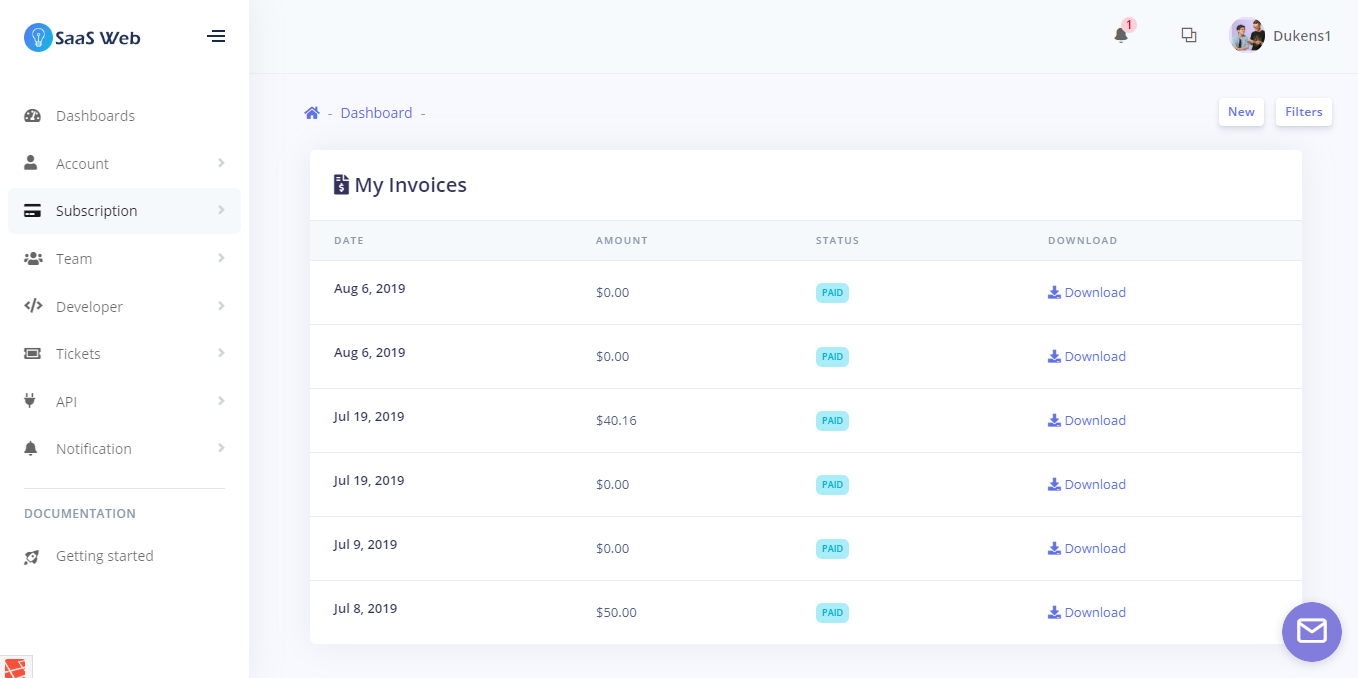 SaaS Web
1
Dukens1
Dashboards
Account
Subscription
Team
Developer
Tickets
API
Notification
DOCUMENTATION
Getting started
- Dashboard -
New
Filters
My Invoices
DATE AMOUNT STATUS DOWNLOAD
Aug 6, 2019 $0.00 PAID Download
Aug 6, 2019 $0.00 PAID Download
Jul 19, 2019 $40.16 PAID Download
Jul 19, 2019 $0.00 PAID Download
Jul 9, 2019 $0.00 PAID Download
Jul 8, 2019 $50.00 PAID Download